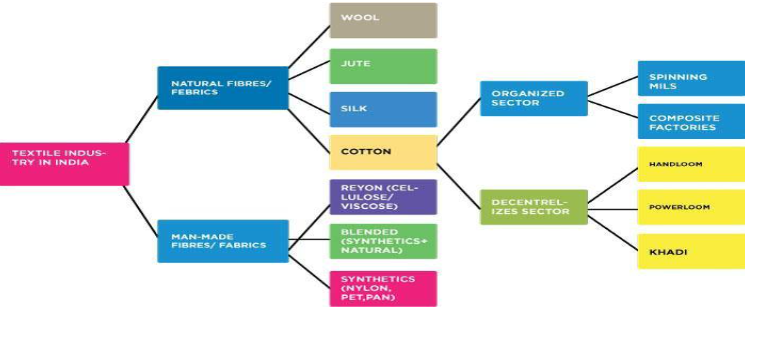 TEXTILE INDUS-
TRY IN INDIA
NATURAL FIBRES/
FEBRICS
MAN-MADE
FIBRES/ FABRICS
WOOL
JUTE
SILK
COTTON
REYON (CEL-
LULOSE/
VISCOSE)
BLENDED
(SYNTHETICS+
NATURAL)
SYNTHETICS
(NYLON,
PET,PAN)
ORGANIZED
SECTOR
DECENTREL-
IZES SECTOR
SPINNING
MILS
COMPOSITE
FACTORIES
HANDLOOM
POWERLOOM
KHADI